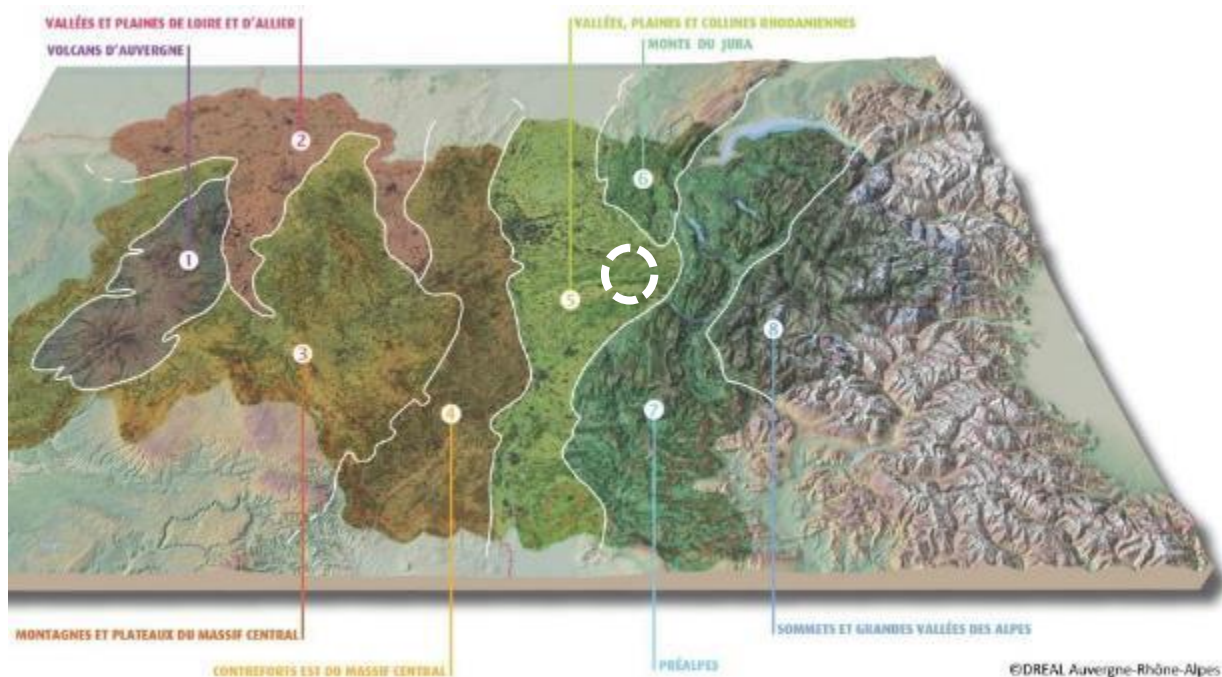 VALLÉES ET PLAINES DE LOIRE ET D'ALLIER
VALLÉES, PLAINES ET COLLINES RHODANIENNES
VOLCANS D'AUVERGNE
MONTE DU JURA
2
6
1
5
3
8
4
7
MONTAGNES ET PLATEAUX DU MASSIF CENTRAL
SOMMETS ET GRANDES VALLÉES DES ALPES
CONTREFORTS EST DU MASSIF CENTRAL
PRÉALPES
©DREAL Auvergne-Rhône-Alpes